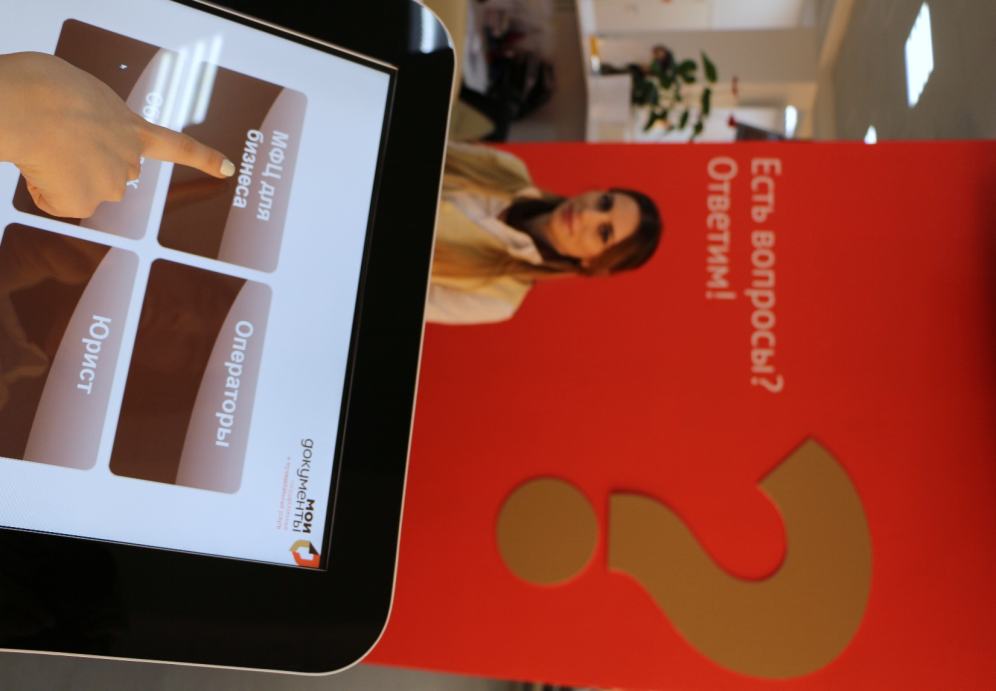 Есть вопросы?
Ответим!
мои
документы
МФЦ для
бизнеса
Операторы
Юрист